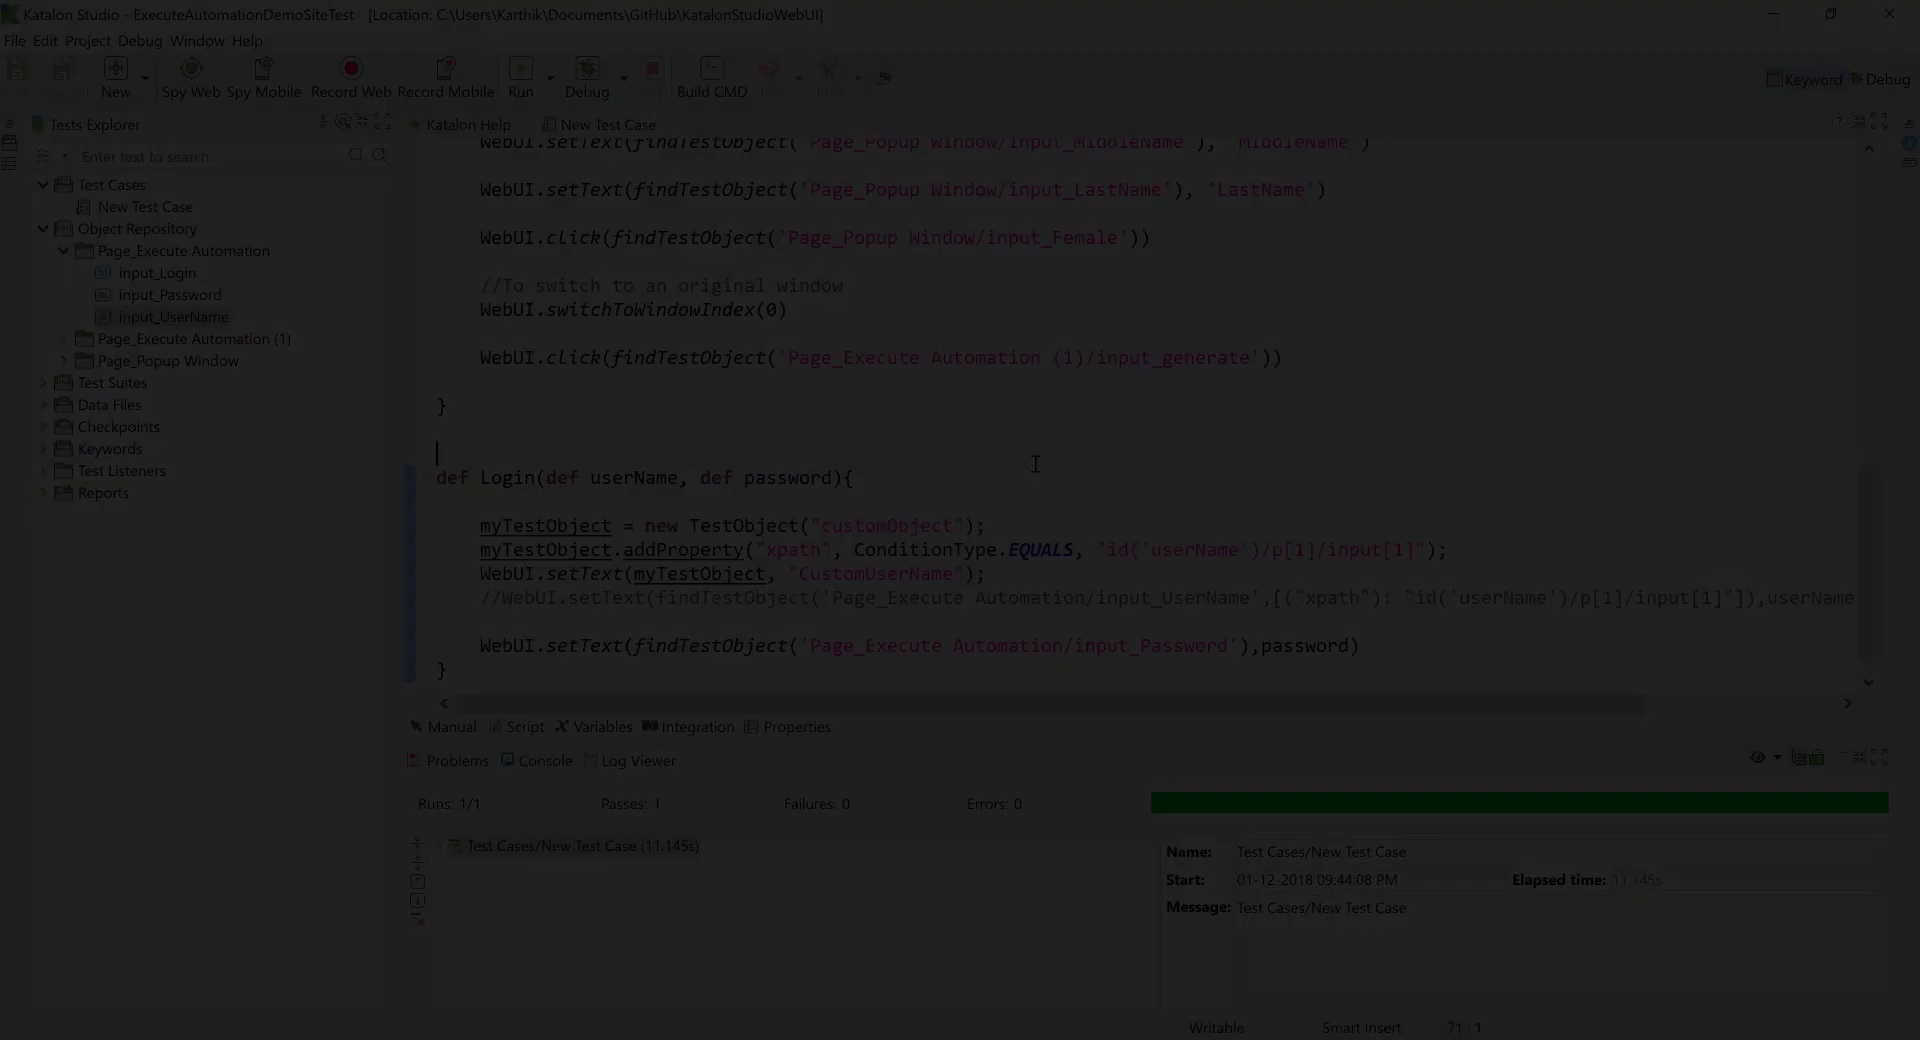 Katalon Studio - ExecuteAutomationDemoSiteTest - [Location: C:\Users\Karthik\Documents\GitHub\KatalonStudioWebUI]
File Edit Project Debug Window Help
New Spy Web Spy Mobile Record Web Record Mobile Run Debug Build CMD
Keyword Debug
Tests Explorer
Katalon Help New Test Case
Enter text to search...
Test Cases
New Test Case
Object Repository
Page_Execute Automation
input_Login
input_Password
input_UserName
Page_Execute Automation (1)
Page_Popup Window
Test Suites
Data Files
Checkpoints
Keywords
Test Listeners
Reports
WebUI.setText(findTestObject('Page_Popup Window/input_MiddleName'), 'MiddleName')
WebUI.setText(findTestObject('Page_Popup Window/input_LastName'), 'LastName')
WebUI.click(findTestObject('Page_Popup Window/input_Female'))
//To switch to an original window
WebUI.switchToWindowIndex(0)
WebUI.click(findTestObject('Page_Execute Automation (1)/input_generate'))
}
def Login(def userName, def password){
myTestObject = new TestObject("customObject");
myTestObject.addProperty("xpath", ConditionType.EQUALS, "id('userName')/p[1]/input[1]");
WebUI.setText(myTestObject, "CustomUserName");
//WebUI.setText(findTestObject('Page_Execute Automation/input_UserName',[("xpath"): "id('userName')/p[1]/input[1]"]),userName
WebUI.setText(findTestObject('Page_Execute Automation/input_Password'),password)
}
Manual Script Variables Integration Properties
Problems Console Log Viewer
Runs: 1/1 Passes: 1 Failures: 0 Errors: 0
Test Cases/New Test Case (11.145s)
Name: Test Cases/New Test Case
Start: 01-12-2018 09:44:08 PM Elapsed time: 11.145s
Message: Test Cases/New Test Case
Writable Smart Insert 71 : 1